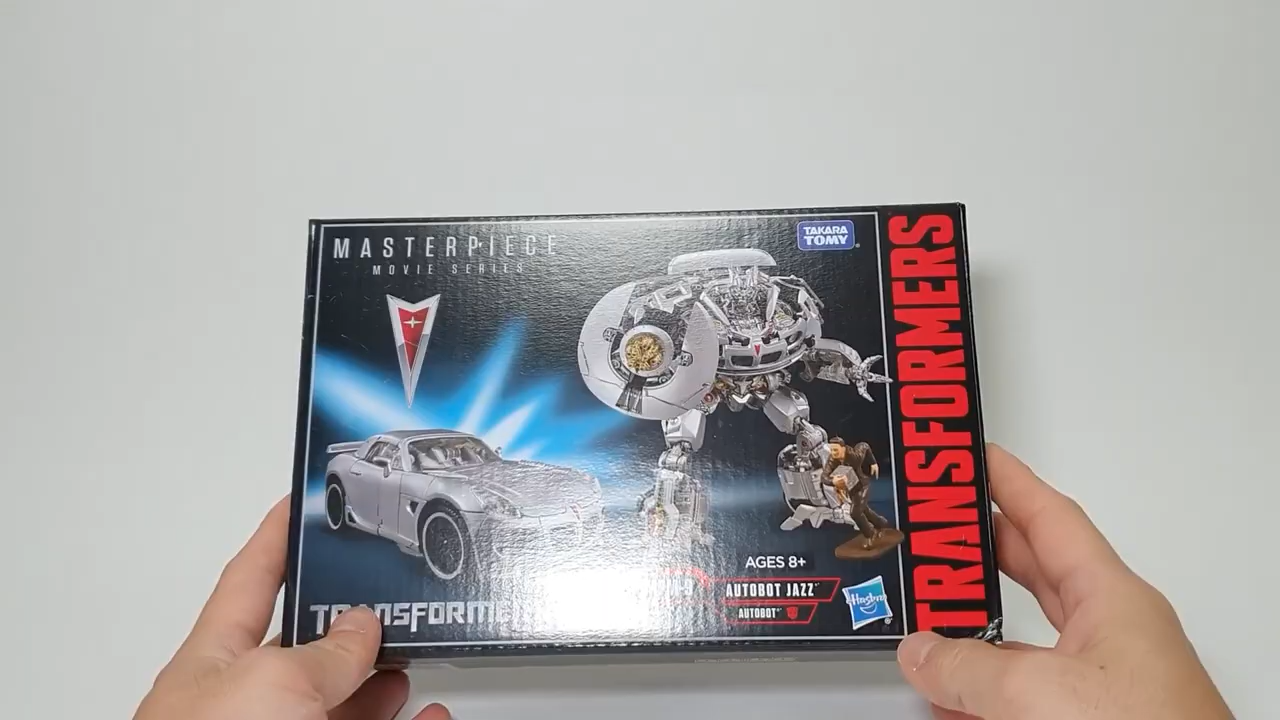 MASTERPIECE
MOVIE SERIES
TAKARA
TOMY
TRANSFORMERS
AGES 8+
AUTOBOT JAZZ
AUTOBOT
Hasbro